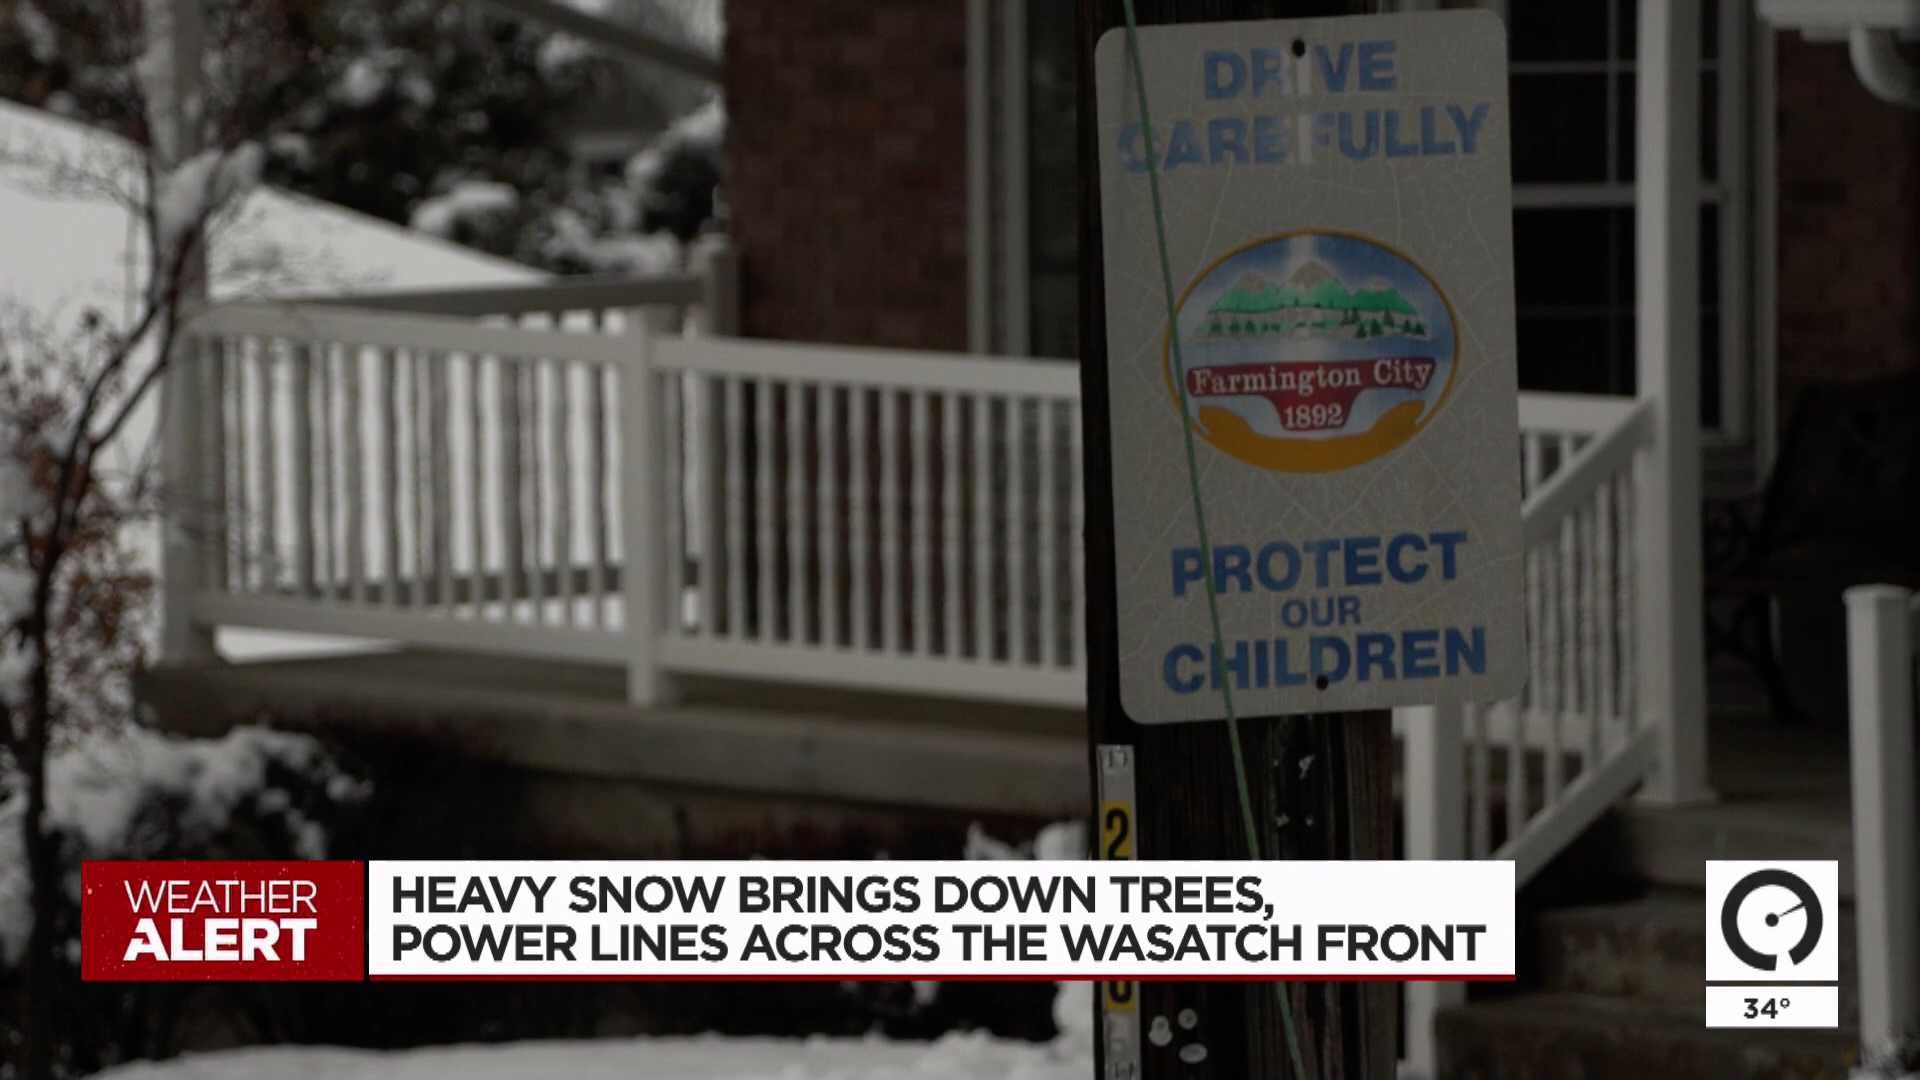 DRIVE
CAREFULLY
Farmington City
1892
PROTECT
OUR
CHILDREN
2
WEATHER
ALERT
HEAVY SNOW BRINGS DOWN TREES,
POWER LINES ACROSS THE WASATCH FRONT
34°